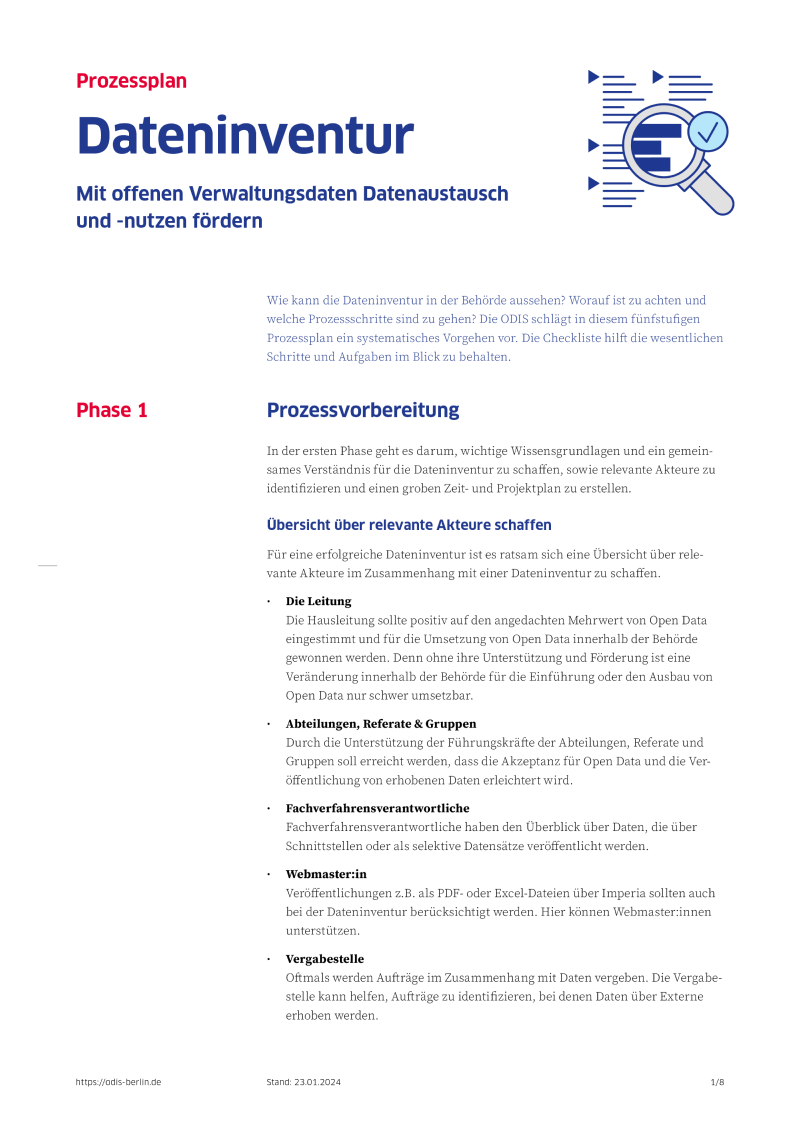 Prozessplan
Dateninventur
Mit offenen Verwaltungsdaten Datenaustausch
und -nutzen fördern
Wie kann die Dateninventur in der Behörde aussehen? Worauf ist zu achten und
welche Prozessschritte sind zu gehen? Die ODIS schlägt in diesem fünfstufigen
Prozessplan ein systematisches Vorgehen vor. Die Checkliste hilft die wesentlichen
Schritte und Aufgaben im Blick zu behalten.
Phase 1
Prozessvorbereitung
In der ersten Phase geht es darum, wichtige Wissensgrundlagen und ein gemein-
sames Verständnis für die Dateninventur zu schaffen, sowie relevante Akteure zu
identifizieren und einen groben Zeit- und Projektplan zu erstellen.
Übersicht über relevante Akteure schaffen
Für eine erfolgreiche Dateninventur ist es ratsam sich eine Übersicht über rele-
vante Akteure im Zusammenhang mit einer Dateninventur zu schaffen.
· Die Leitung
Die Hausleitung sollte positiv auf den angedachten Mehrwert von Open Data
eingestimmt und für die Umsetzung von Open Data innerhalb der Behörde
gewonnen werden. Denn ohne ihre Unterstützung und Förderung ist eine
Veränderung innerhalb der Behörde für die Einführung oder den Ausbau von
Open Data nur schwer umsetzbar.
· Abteilungen, Referate & Gruppen
Durch die Unterstützung der Führungskräfte der Abteilungen, Referate und
Gruppen soll erreicht werden, dass die Akzeptanz für Open Data und die Ver-
öffentlichung von erhobenen Daten erleichtert wird.
· Fachverfahrensverantwortliche
Fachverfahrensverantwortliche haben den Überblick über Daten, die über
Schnittstellen oder als selektive Datensätze veröffentlicht werden.
· Webmaster:in
Veröffentlichungen z.B. als PDF- oder Excel-Dateien über Imperia sollten auch
bei der Dateninventur berücksichtigt werden. Hier können Webmaster:innen
unterstützen.
· Vergabestelle
Oftmals werden Aufträge im Zusammenhang mit Daten vergeben. Die Vergabe-
stelle kann helfen, Aufträge zu identifizieren, bei denen Daten über Externe
erhoben werden.
https://odis-berlin.de
Stand: 23.01.2024
1/8